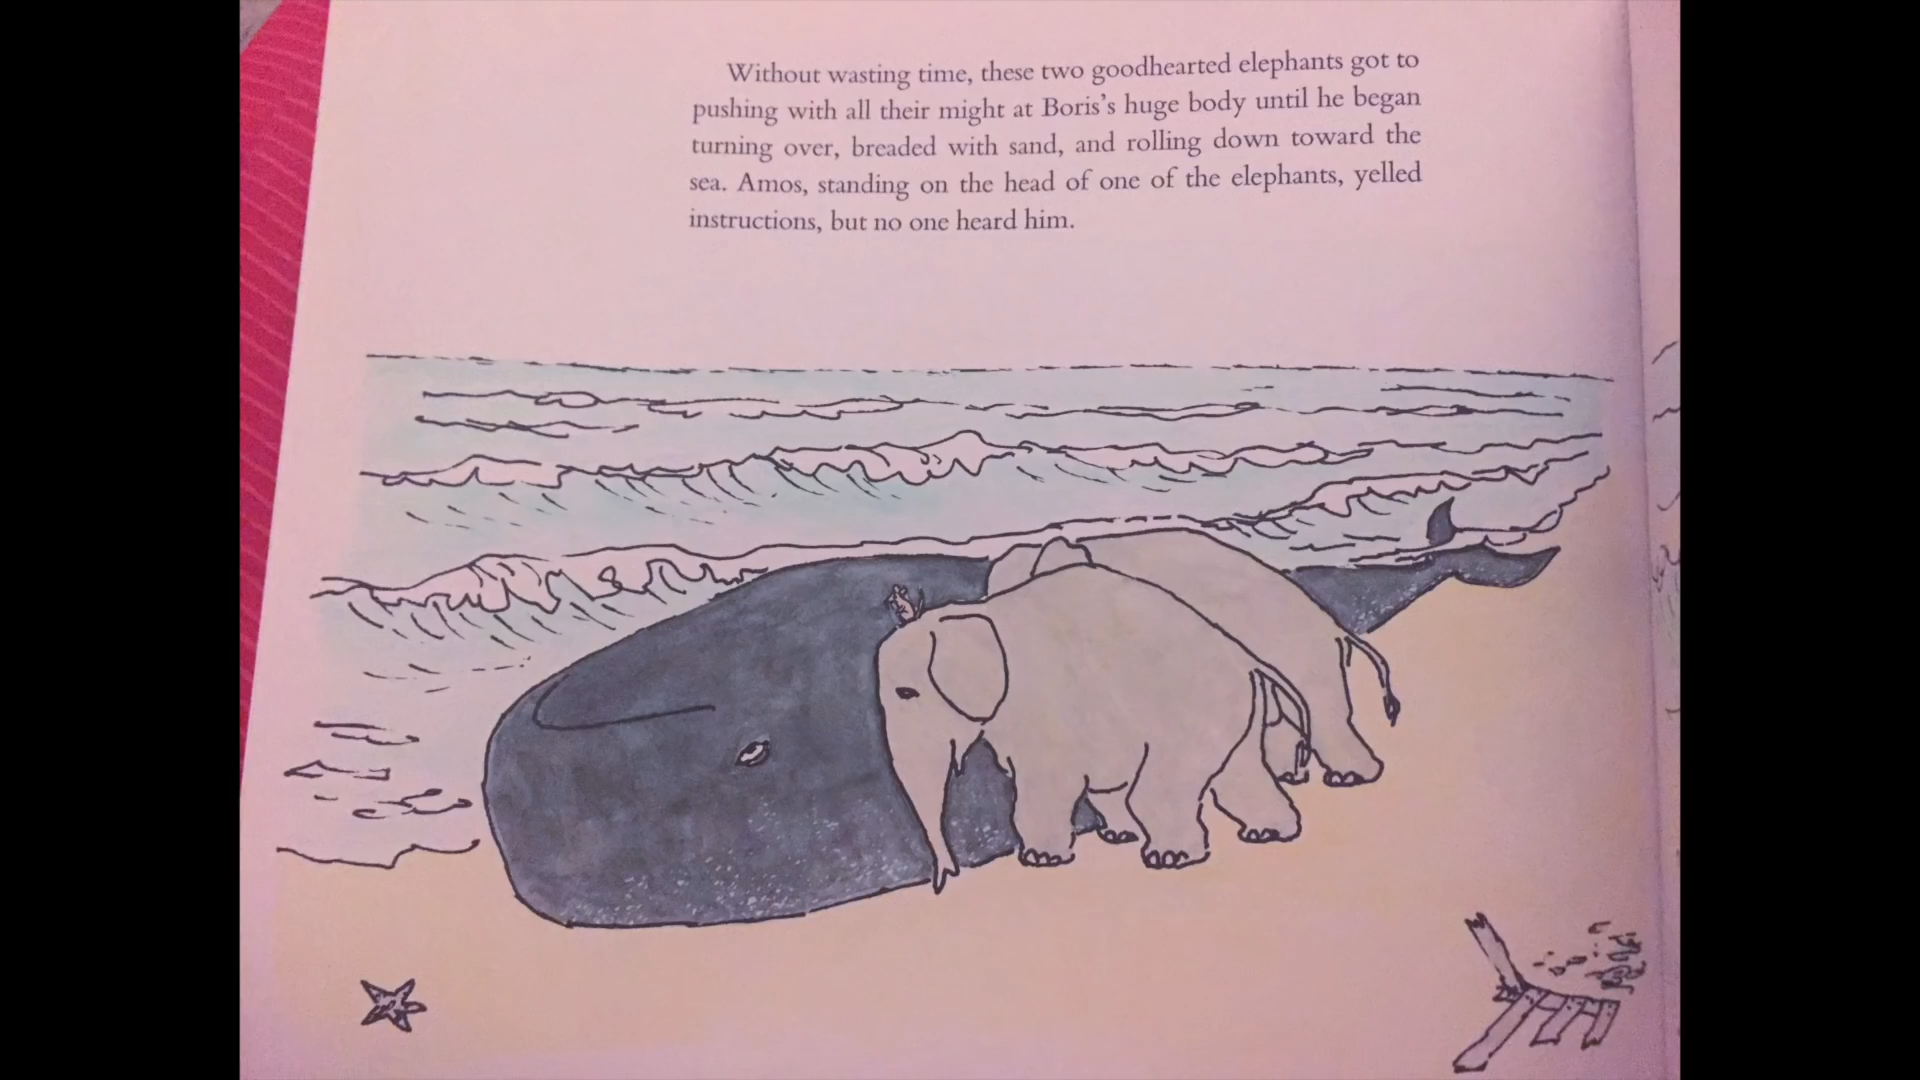 Without wasting time, these two goodhearted elephants got to
pushing with all their might at Boris's huge body until he began
turning over, breaded with sand, and rolling down toward the
sea. Amos, standing on the head of one of the elephants, yelled
instructions, but no one heard him.